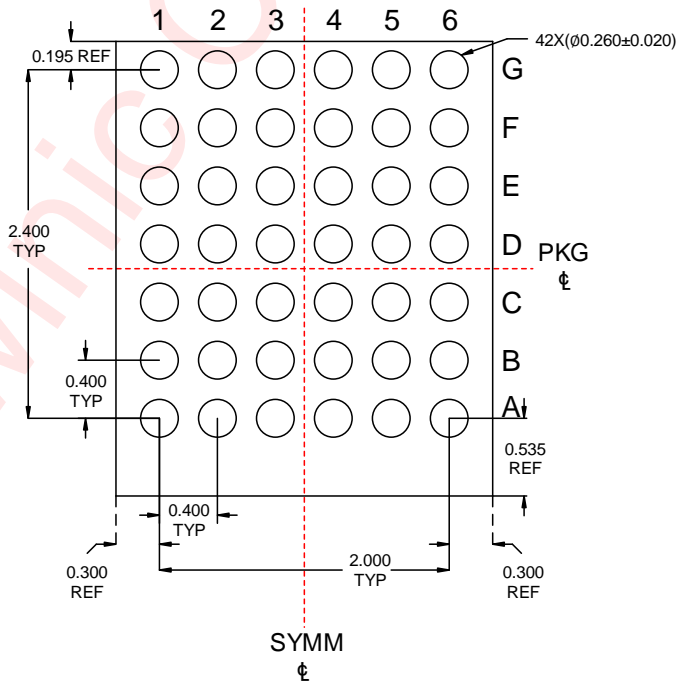 1 2 3 4 5 6
0.195 REF
42X(Ø0.260±0.020)
G
F
E
2.400
TYP
D
PKG
℄
C
B
0.400
TYP
A
0.535
REF
0.400
TYP
0.300
REF
2.000
TYP
0.300
REF
SYMM
℄